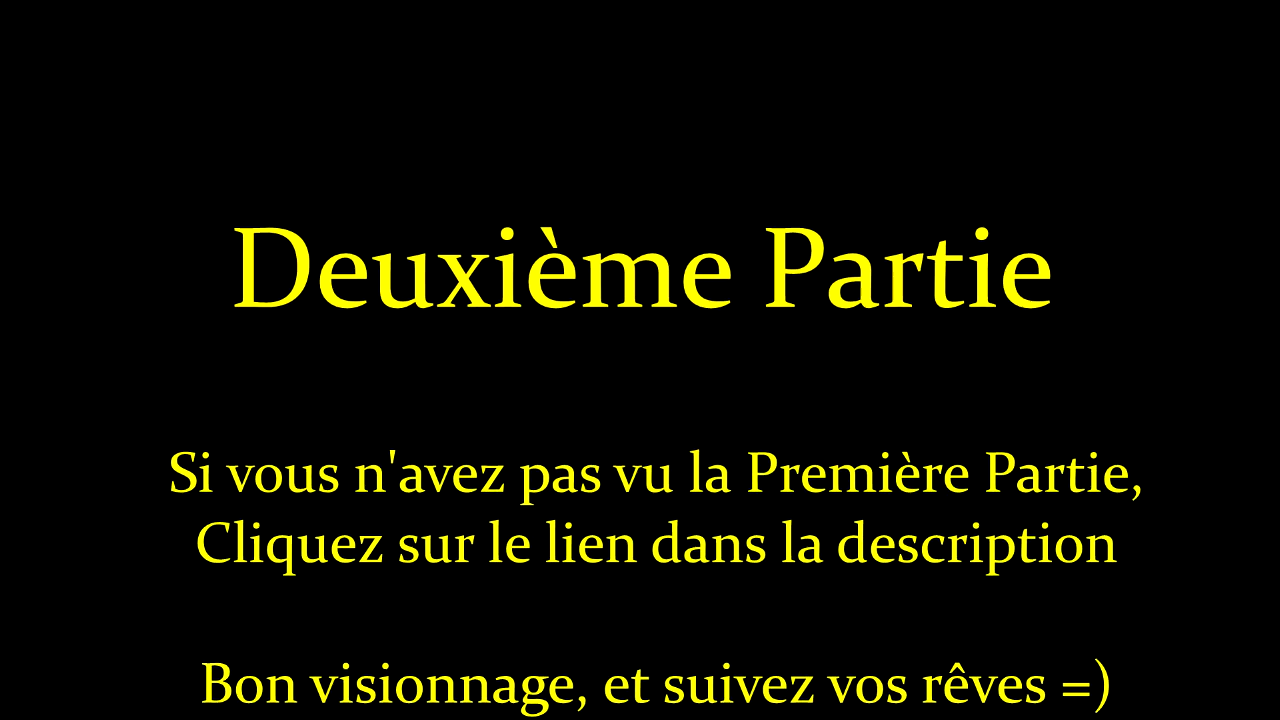 Deuxième Partie
Si vous n'avez pas vu la Première Partie,
Cliquez sur le lien dans la description
Bon visionnage, et suivez vos rêves =)